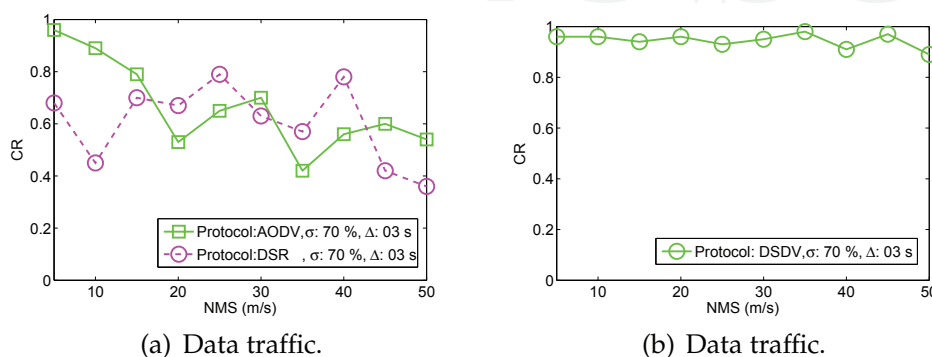 1
0.8
0.6
0.4
0.2
0
CR
10 20 30 40 50
NMS (m/s)
Protocol:AODV,σ: 70 %, Δ: 03 s
Protocol:DSR , σ: 70 %, Δ: 03 s
(a) Data traffic.
1
0.8
0.6
0.4
0.2
0
CR
10 20 30 40 50
NMS (m/s)
Protocol: DSDV,σ: 70 %, Δ: 03 s
(b) Data traffic.